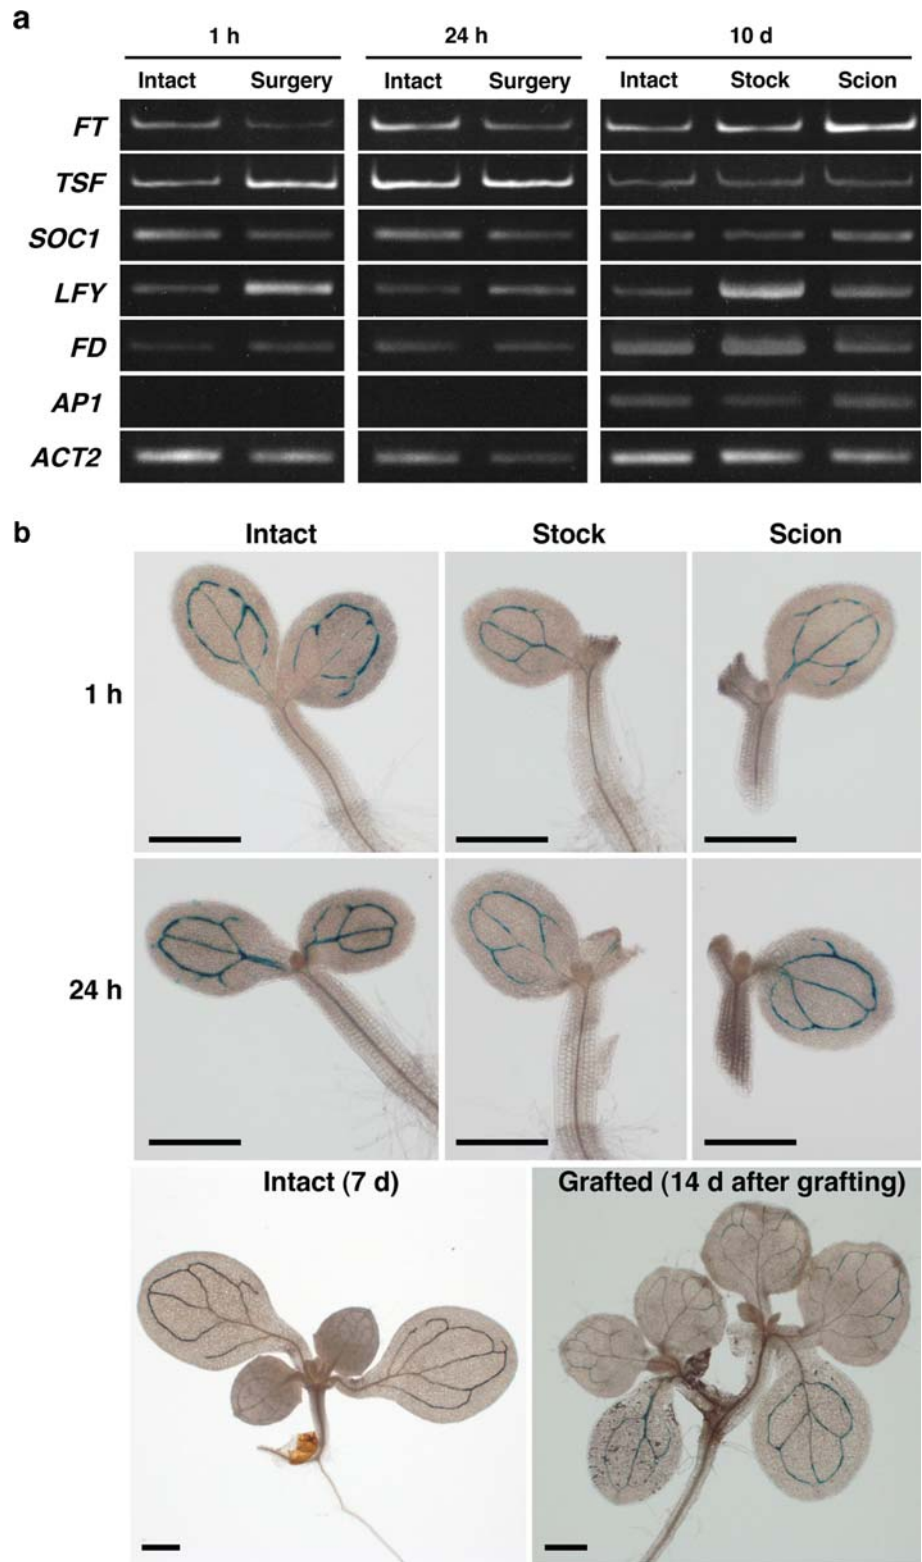 a
1 h 24 h 10 d
Intact Surgery Intact Surgery Intact Stock Scion
FT
TSF
SOC1
LFY
FD
AP1
ACT2
b
Intact Stock Scion
1 h
24 h
Intact (7 d) Grafted (14 d after grafting)